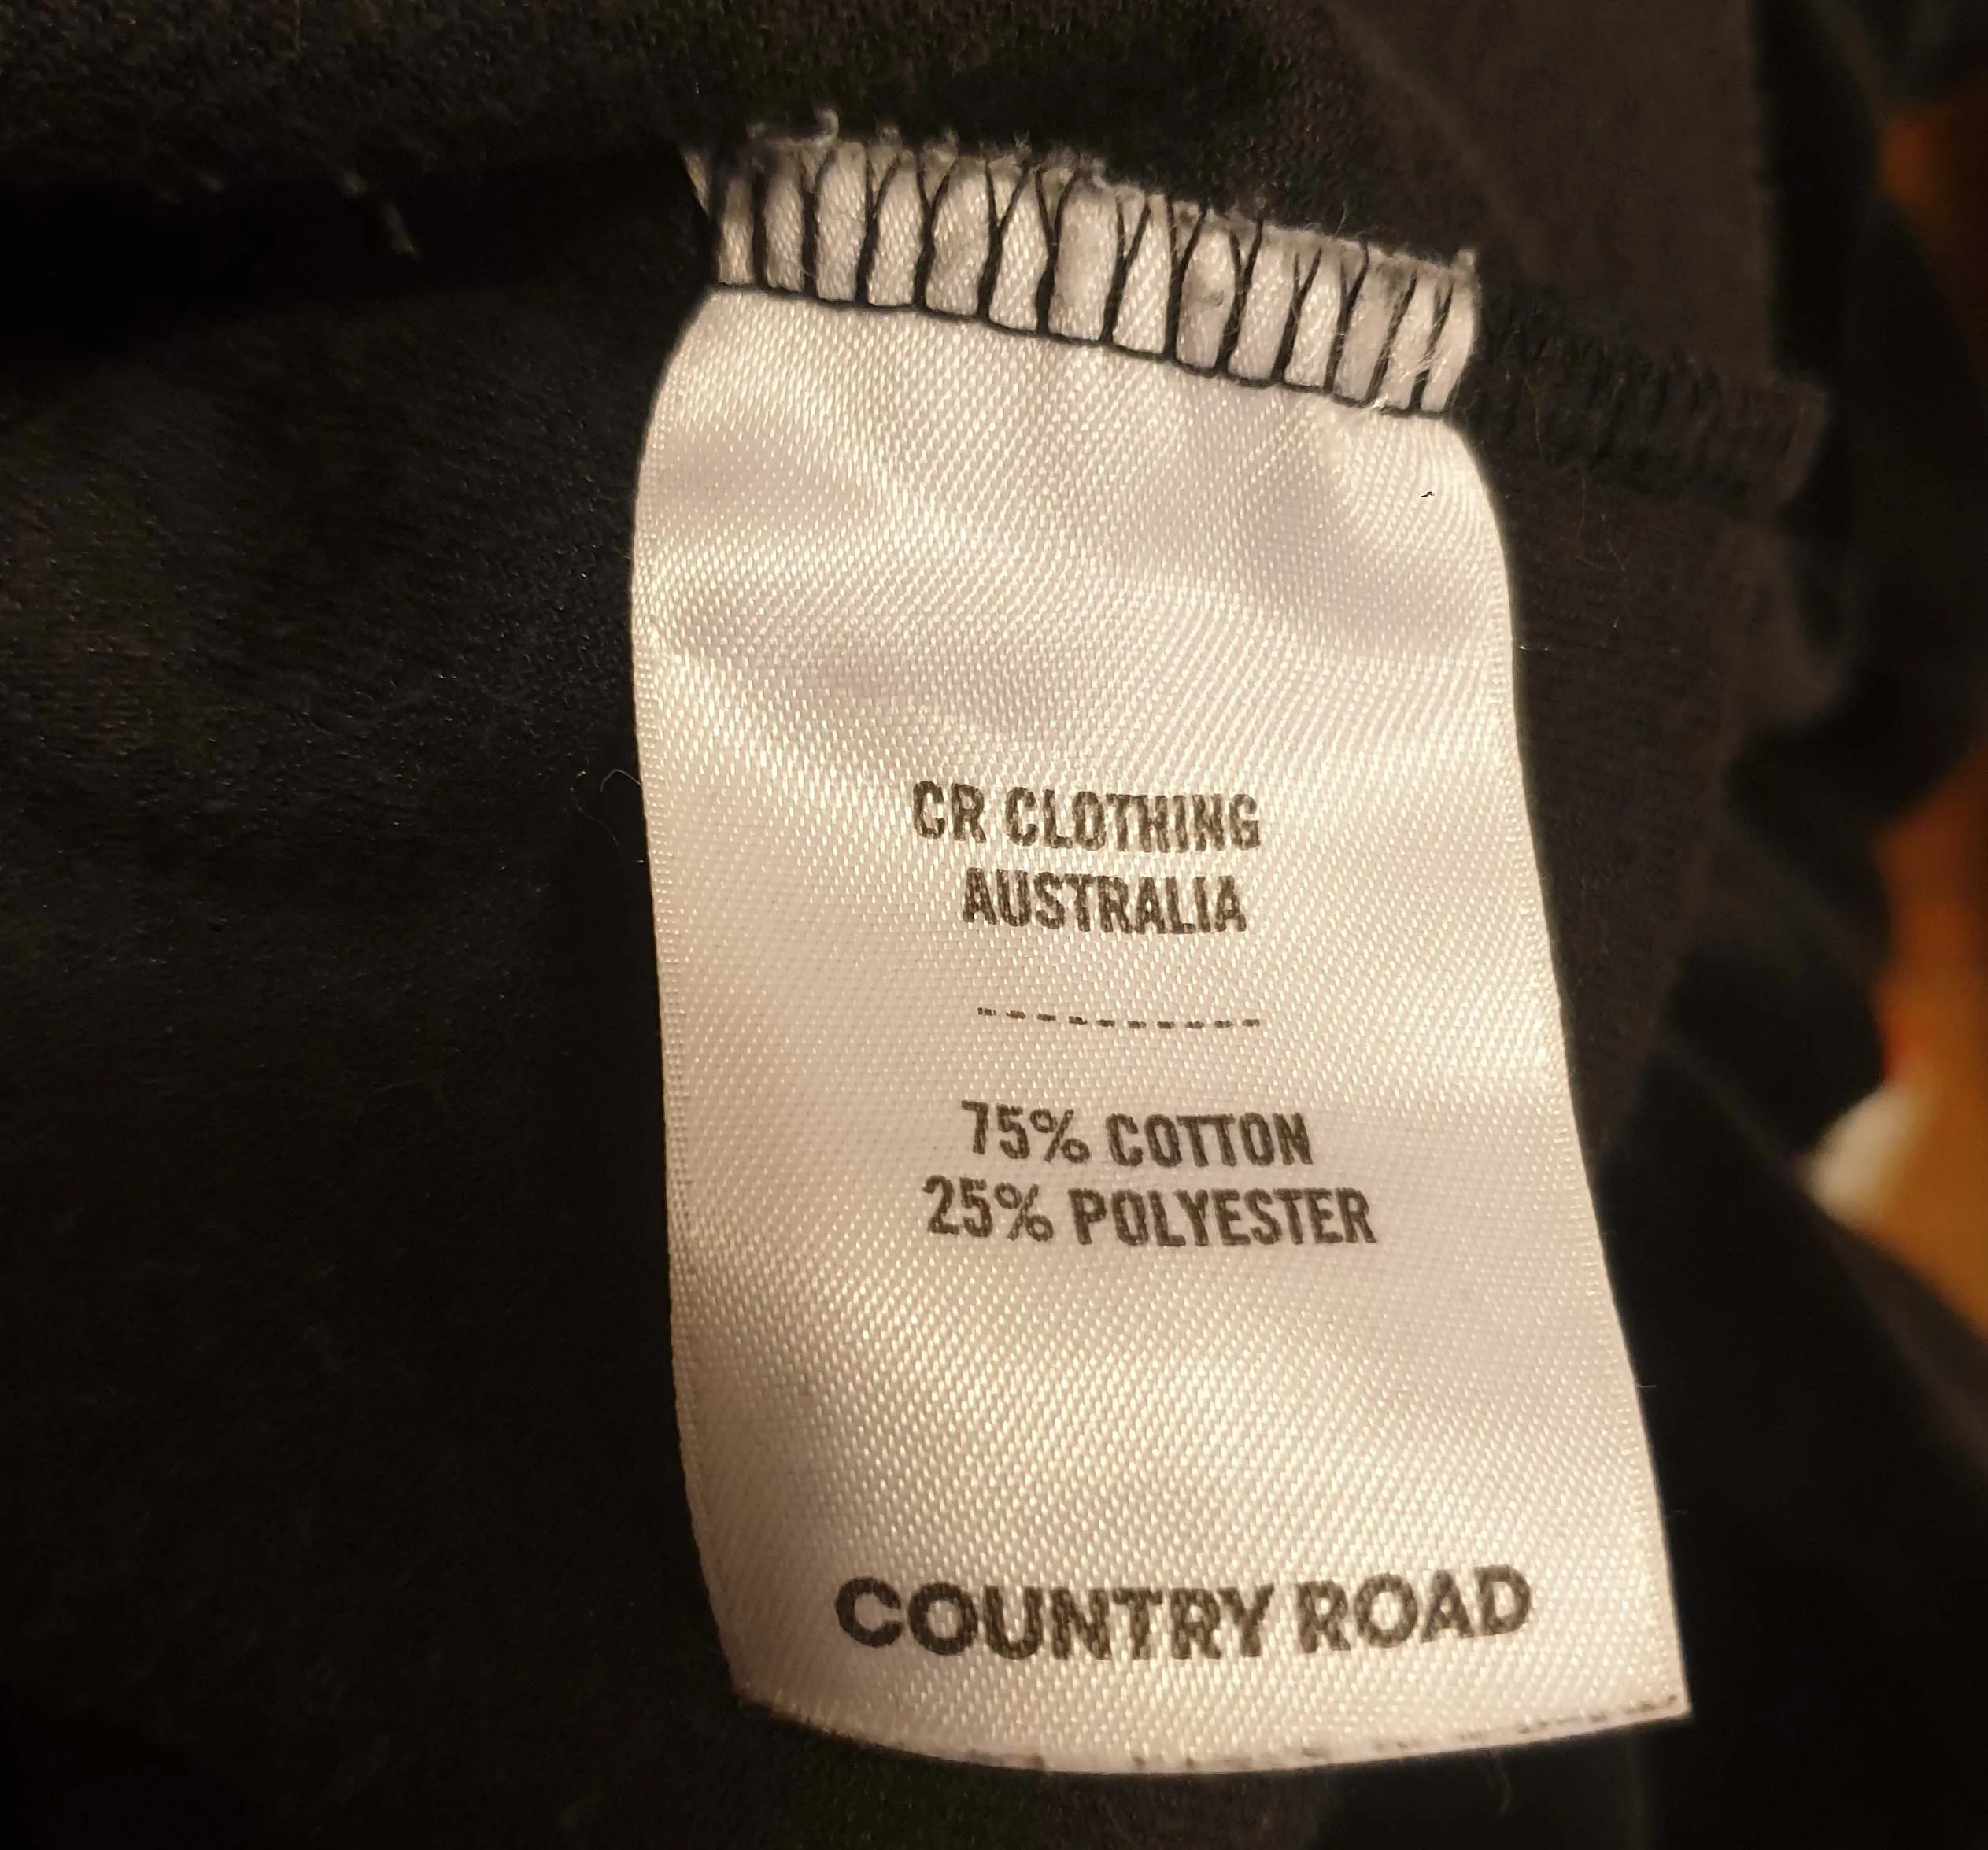 CR CLOTHING
AUSTRALIA
----------
75% COTTON
25% POLYESTER
COUNTRY ROAD